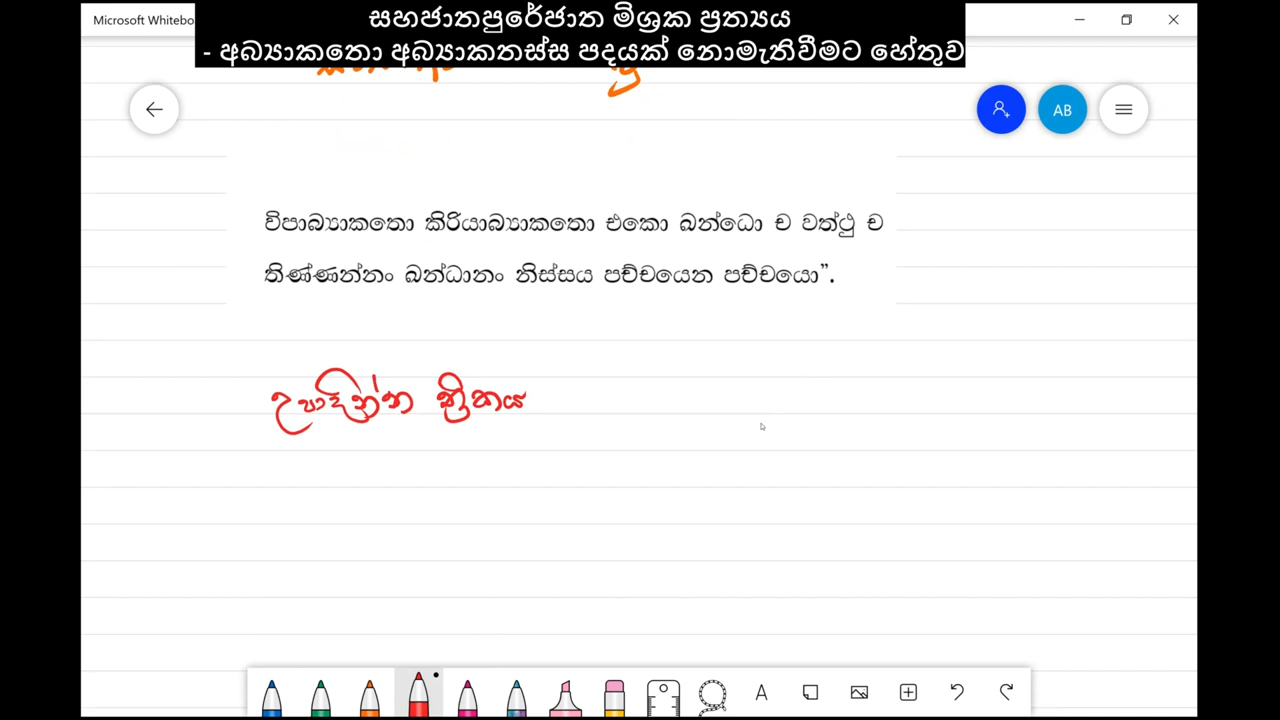 Microsoft Whitebo
සහජාතපුරේජාත මිශ්‍රක ප්‍රත්‍යය
- අබ්‍යාකතො අබ්‍යාකතස්ස පදයක් නොමැතිවීමට හේතුව
AB
විපාබ්‍යාකතො කිරියාබ්‍යාකතො එකො ඛන්ධො ච වත්ථු ච
තිණ්ණන්නං ඛන්ධානං නිස්සය පච්චයෙන පච්චයො”.
උපාදින්න ත්‍රිකය